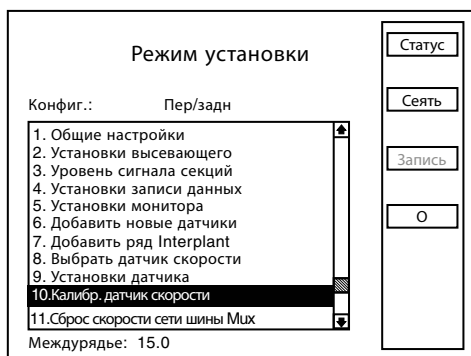 Режим установки
Конфиг.: Пер/задн
1. Общие настройки
2. Установки высевающего
3. Уровень сигнала секций
4. Установки записи данных
5. Установки монитора
6. Добавить новые датчики
7. Добавить ряд Interplant
8. Выбрать датчик скорости
9. Установки датчика
10.Калибр. датчик скорости
11.Сброс скорости сети шины Mux
Междурядье: 15.0
Статус
Сеять
Запись
О